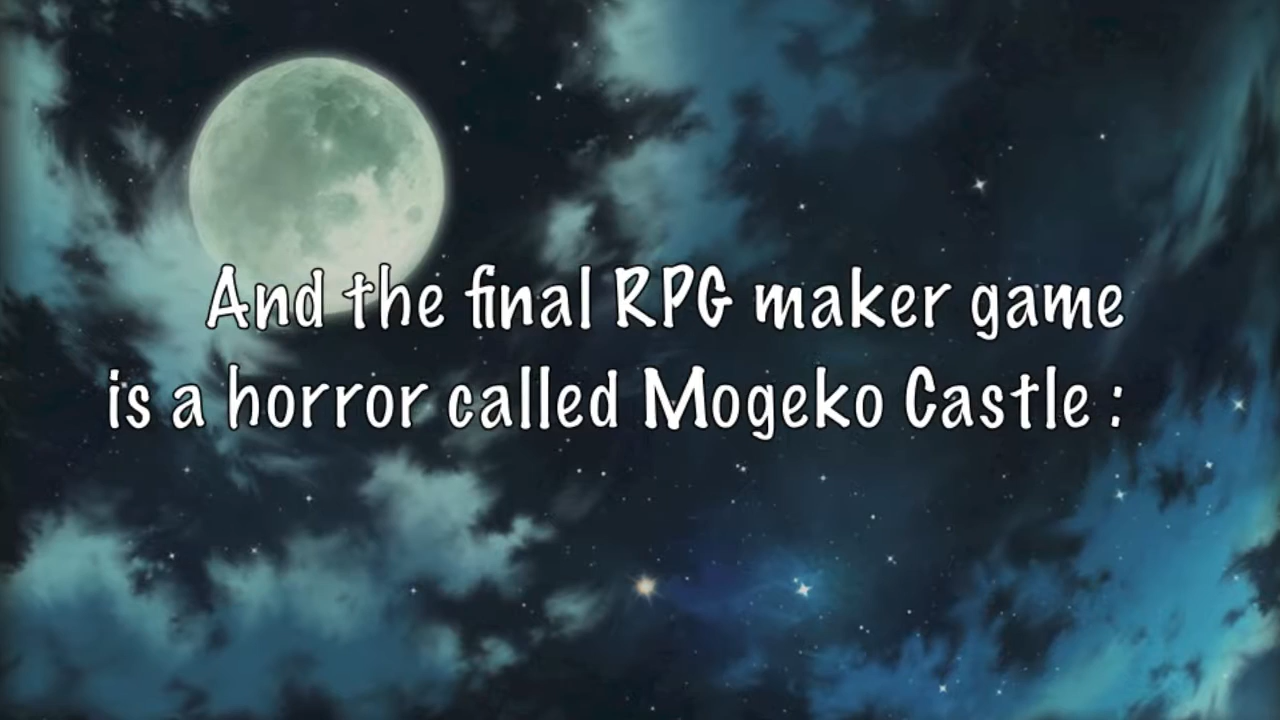 And the final RPG maker game
is a horror called Mogeko Castle :